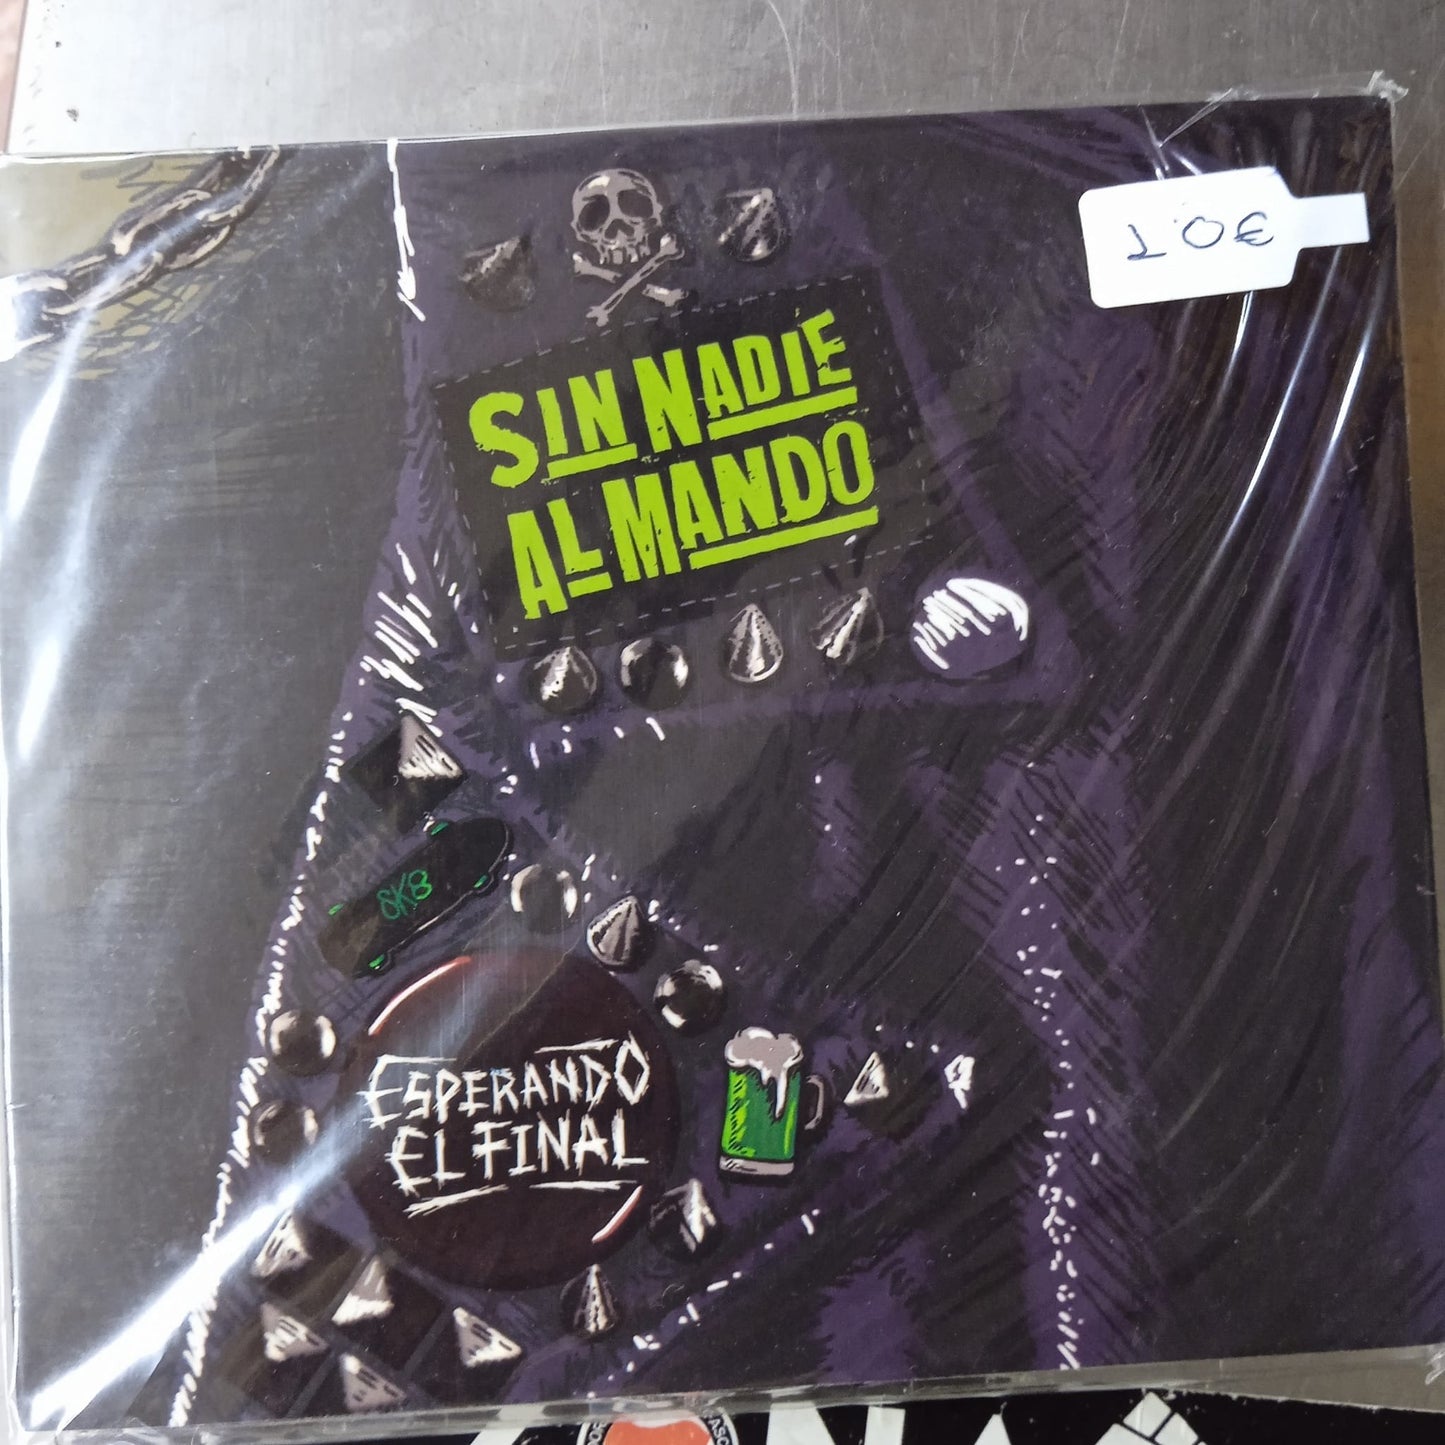 10€
SIN NADIE
AL MANDO
SK8
ESPERANDO
EL FINAL